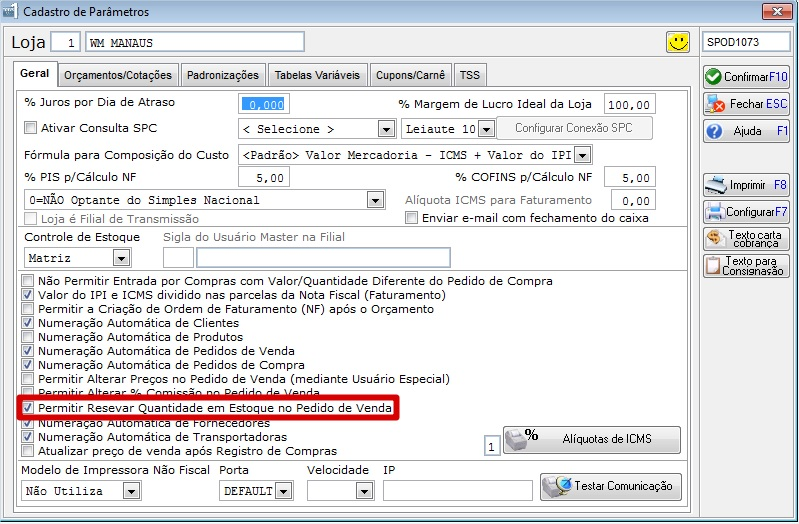 Cadastro de Parâmetros
Loja 1 WM MANAUS SPOD1073
Geral Orçamentos/Cotações Padronizações Tabelas Variáveis Cupons/Carnê TSS
Confirmar F10
Fechar ESC
Ajuda F1
Imprimir F8
Configurar F7
Texto carta cobrança
Texto para Consignasão
% Juros por Dia de Atraso 0,000 % Margem de Lucro Ideal da Loja 100,00
Ativar Consulta SPC < Selecione > Leiaute 10 Configurar Conexão SPC
Fórmula para Composição do Custo <Padrão> Valor Mercadoria - ICMS + Valor do IPI
% PIS p/Cálculo NF 5,00 % COFINS p/Cálculo NF 5,00
0=NÃO Optante do Simples Nacional Alíquota ICMS para Faturamento 0,00
Loja é Filial de Transmissão Enviar e-mail com fechamento do caixa
Controle de Estoque Sigla do Usuário Master na Filial
Matriz
Não Permitir Entrada por Compras com Valor/Quantidade Diferente do Pedido de Compra
Valor do IPI e ICMS dividido nas parcelas da Nota Fiscal (Faturamento)
Permitir a Criação de Ordem de Faturamento (NF) após o Orçamento
Numeração Automática de Clientes
Numeração Automática de Produtos
Numeração Automática de Pedidos de Venda
Numeração Automática de Pedidos de Compra
Permitir Alterar Preços no Pedido de Venda (mediante Usuário Especial)
Permitir Alterar % Comissão no Pedido de Venda
Permitir Resevar Quantidade em Estoque no Pedido de Venda
Numeração Automática de Fornecedores
Numeração Automática de Transportadoras
Atualizar preço de venda após Registro de Compras
1 % Alíquotas de ICMS
Modelo de Impressora Não Fiscal Porta Velocidade IP
Não Utiliza DEFAULT Testar Comunicação